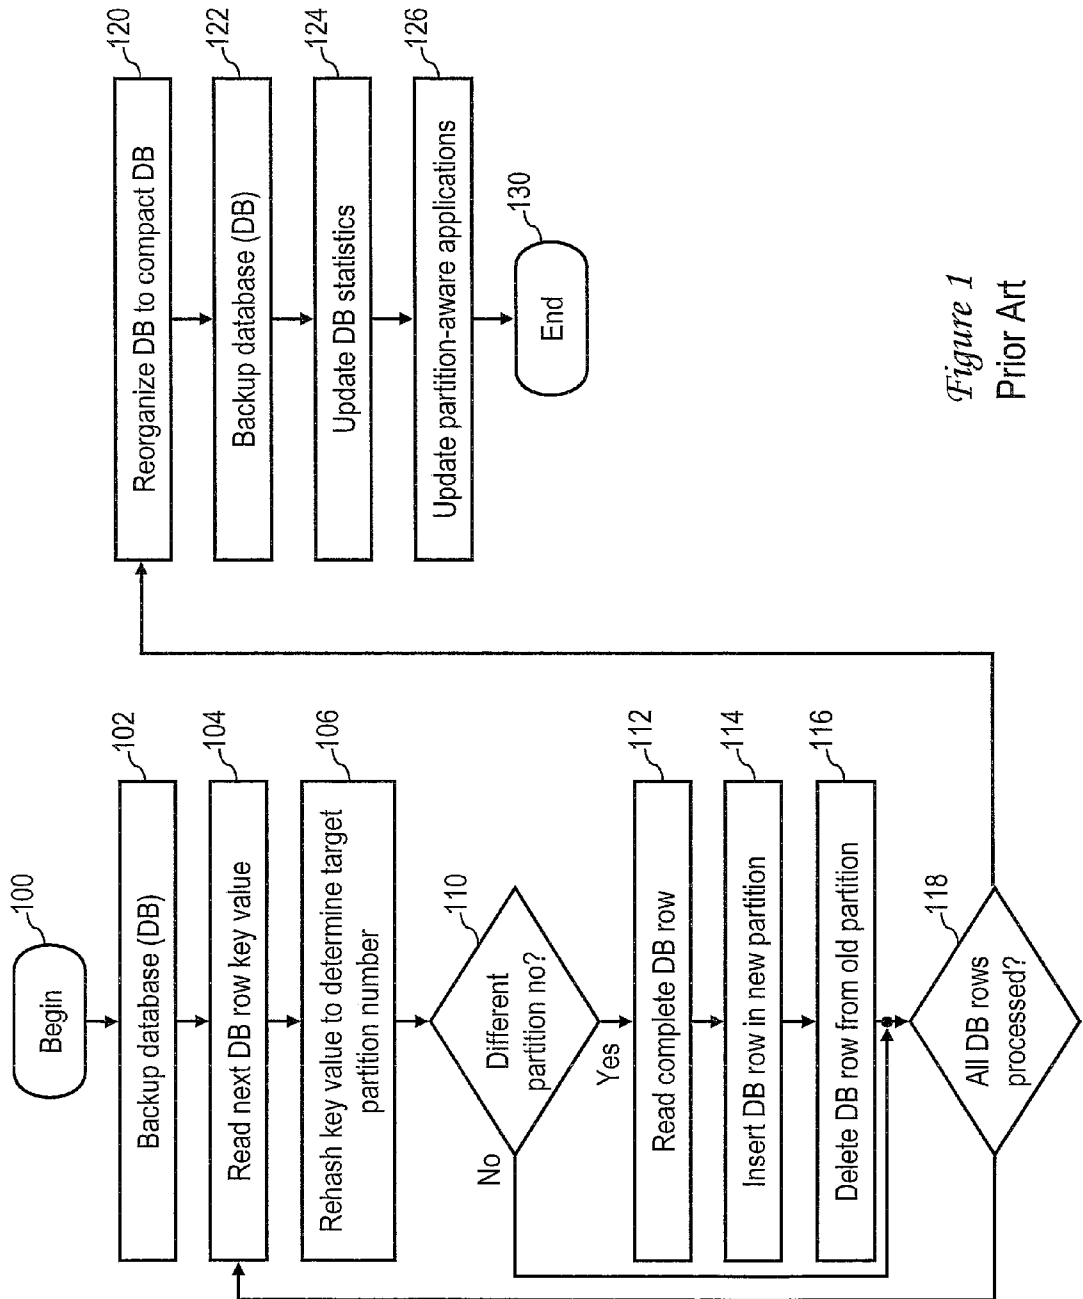 100
Begin
102
Backup database (DB)
104
Read next DB row key value
106
Rehash key value to determine target
partition number
110
Different
partition no?
No
Yes
112
Read complete DB row
114
Insert DB row in new partition
116
Delete DB row from old partition
118
All DB rows
processed?
120
Reorganize DB to compact DB
122
Backup database (DB)
124
Update DB statistics
126
Update partition-aware applications
130
End
Figure 1
Prior Art